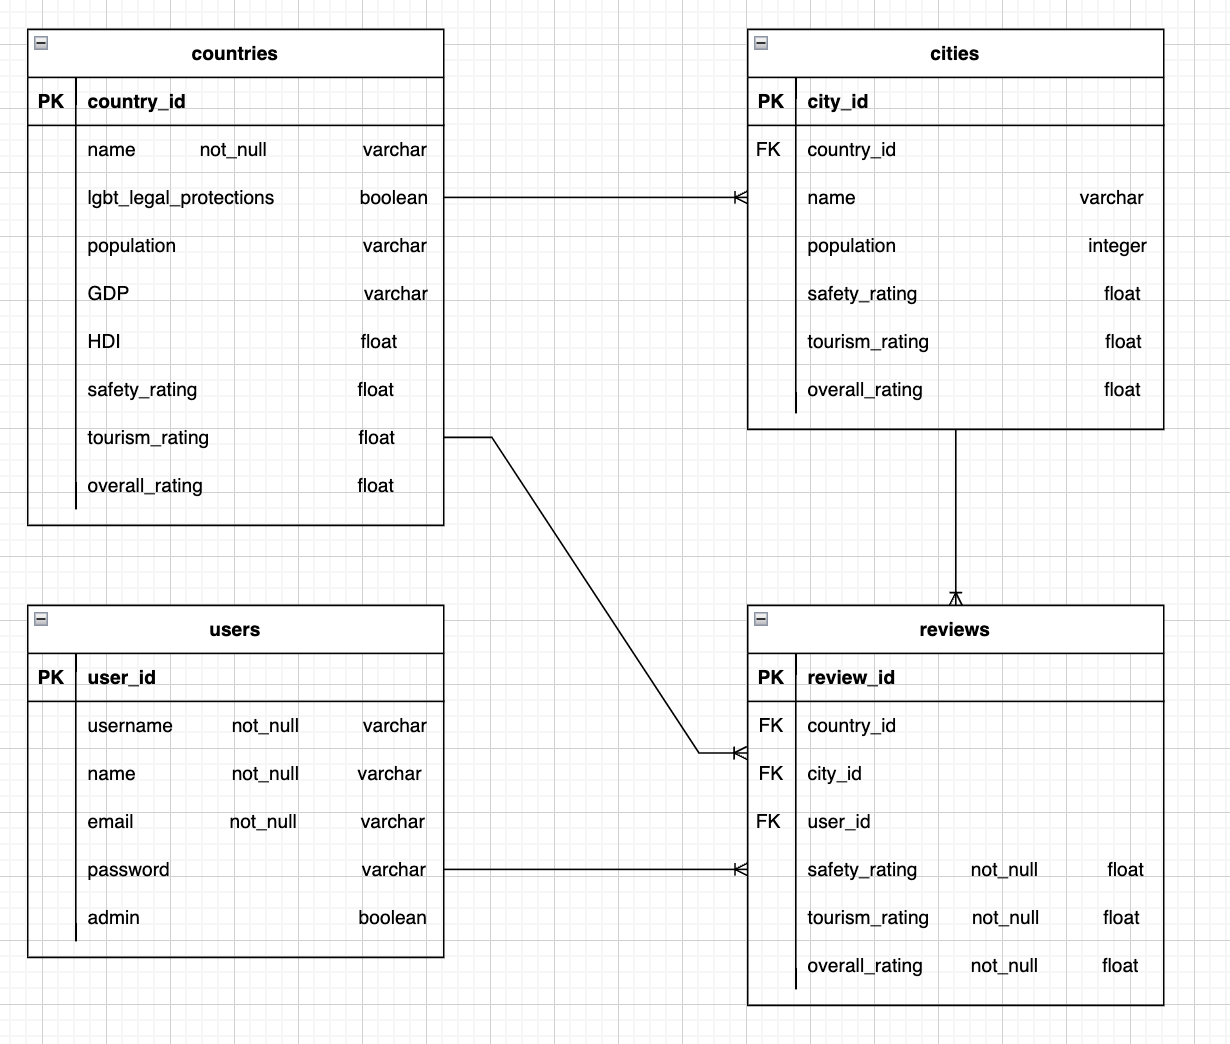 countries
PK country_id
name not_null varchar
lgbt_legal_protections boolean
population varchar
GDP varchar
HDI float
safety_rating float
tourism_rating float
overall_rating float
cities
PK city_id
FK country_id
name varchar
population integer
safety_rating float
tourism_rating float
overall_rating float
users
PK user_id
username not_null varchar
name not_null varchar
email not_null varchar
password varchar
admin boolean
reviews
PK review_id
FK country_id
FK city_id
FK user_id
safety_rating not_null float
tourism_rating not_null float
overall_rating not_null float